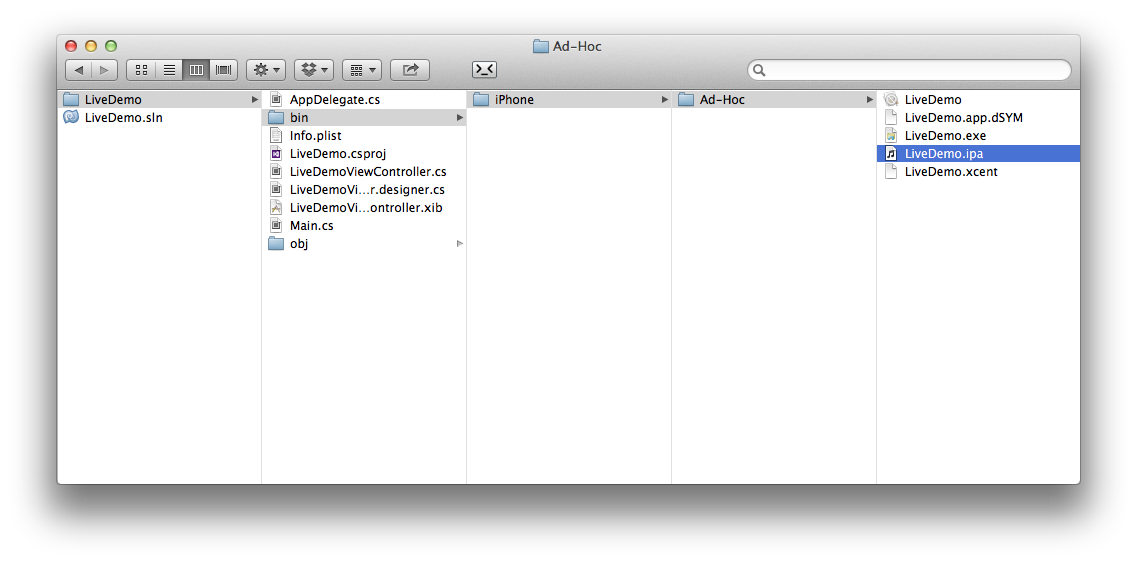 Ad-Hoc
LiveDemo
LiveDemo.sln
AppDelegate.cs
bin
Info.plist
LiveDemo.csproj
LiveDemoViewController.cs
LiveDemoVi...r.designer.cs
LiveDemoVi...ontroller.xib
Main.cs
obj
iPhone
Ad-Hoc
LiveDemo
LiveDemo.app.dSYM
LiveDemo.exe
LiveDemo.ipa
LiveDemo.xcent